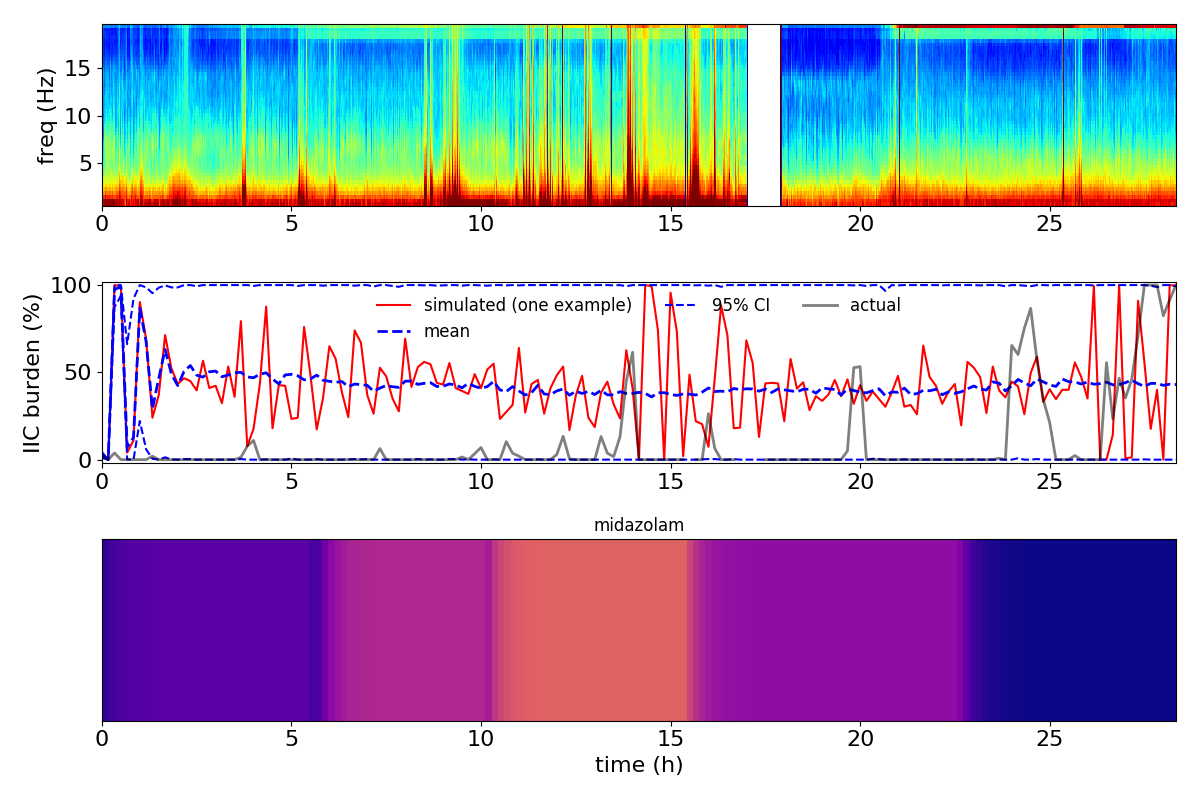 freq (Hz)
15
10
5
0 5 10 15 20 25
IIC burden (%)
100
50
0
simulated (one example)
mean
95% CI
actual
0 5 10 15 20 25
midazolam
0 5 10 15 20 25
time (h)